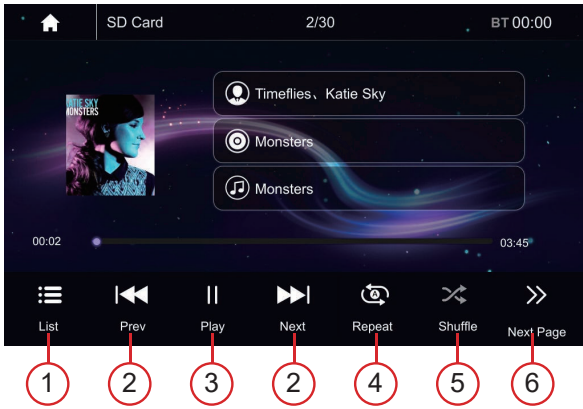 SD Card 2/30 BT 00:00
KATIE SKY
MONSTERS
Timeflies、Katie Sky
Monsters
Monsters
00:02 03:45
List Prev Play Next Repeat Shuffle Next Page
1 2 3 2 4 5 6